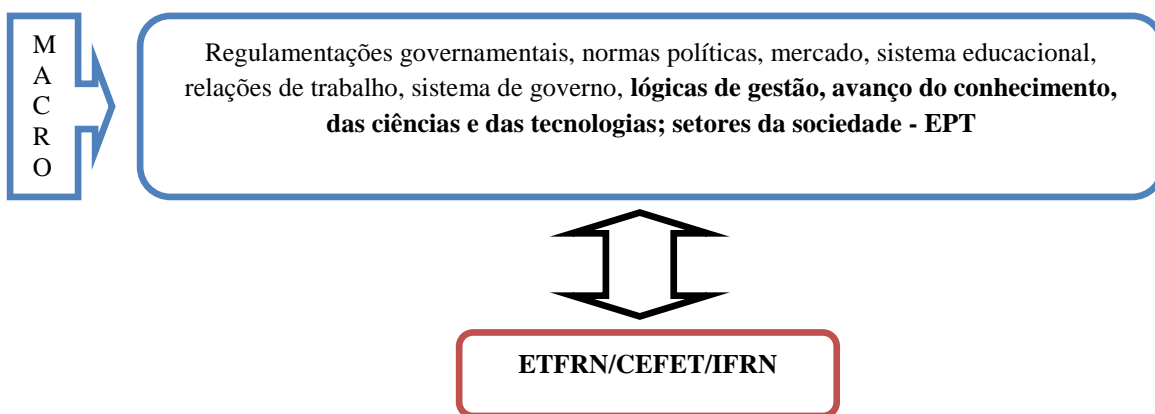 M
A
C
R
O
Regulamentações governamentais, normas políticas, mercado, sistema educacional,
relações de trabalho, sistema de governo, lógicas de gestão, avanço do conhecimento,
das ciências e das tecnologias; setores da sociedade - EPT
ETFRN/CEFET/IFRN